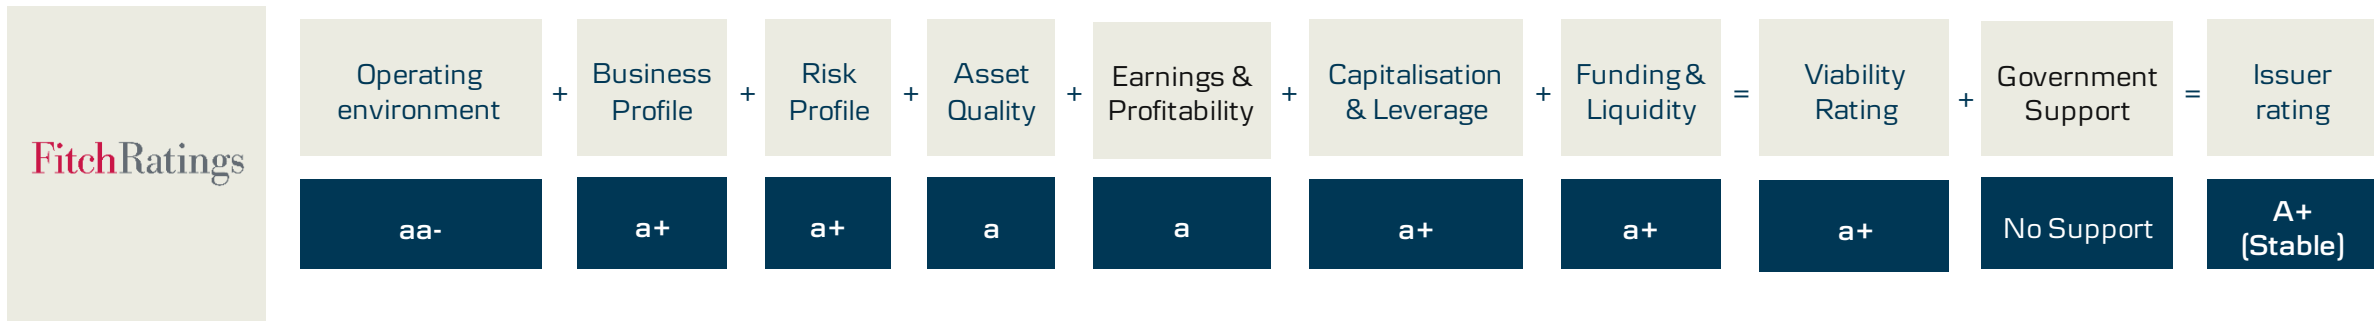 FitchRatings
Operating
environment
+
Business
Profile
+
Risk
Profile
+
Asset
Quality
+
Earnings &
Profitability
+
Capitalisation
& Leverage
+
Funding &
Liquidity
=
Viability
Rating
+
Government
Support
=
Issuer
rating
aa-
a+
a+
a
a
a+
a+
a+
No Support
A+
(Stable)